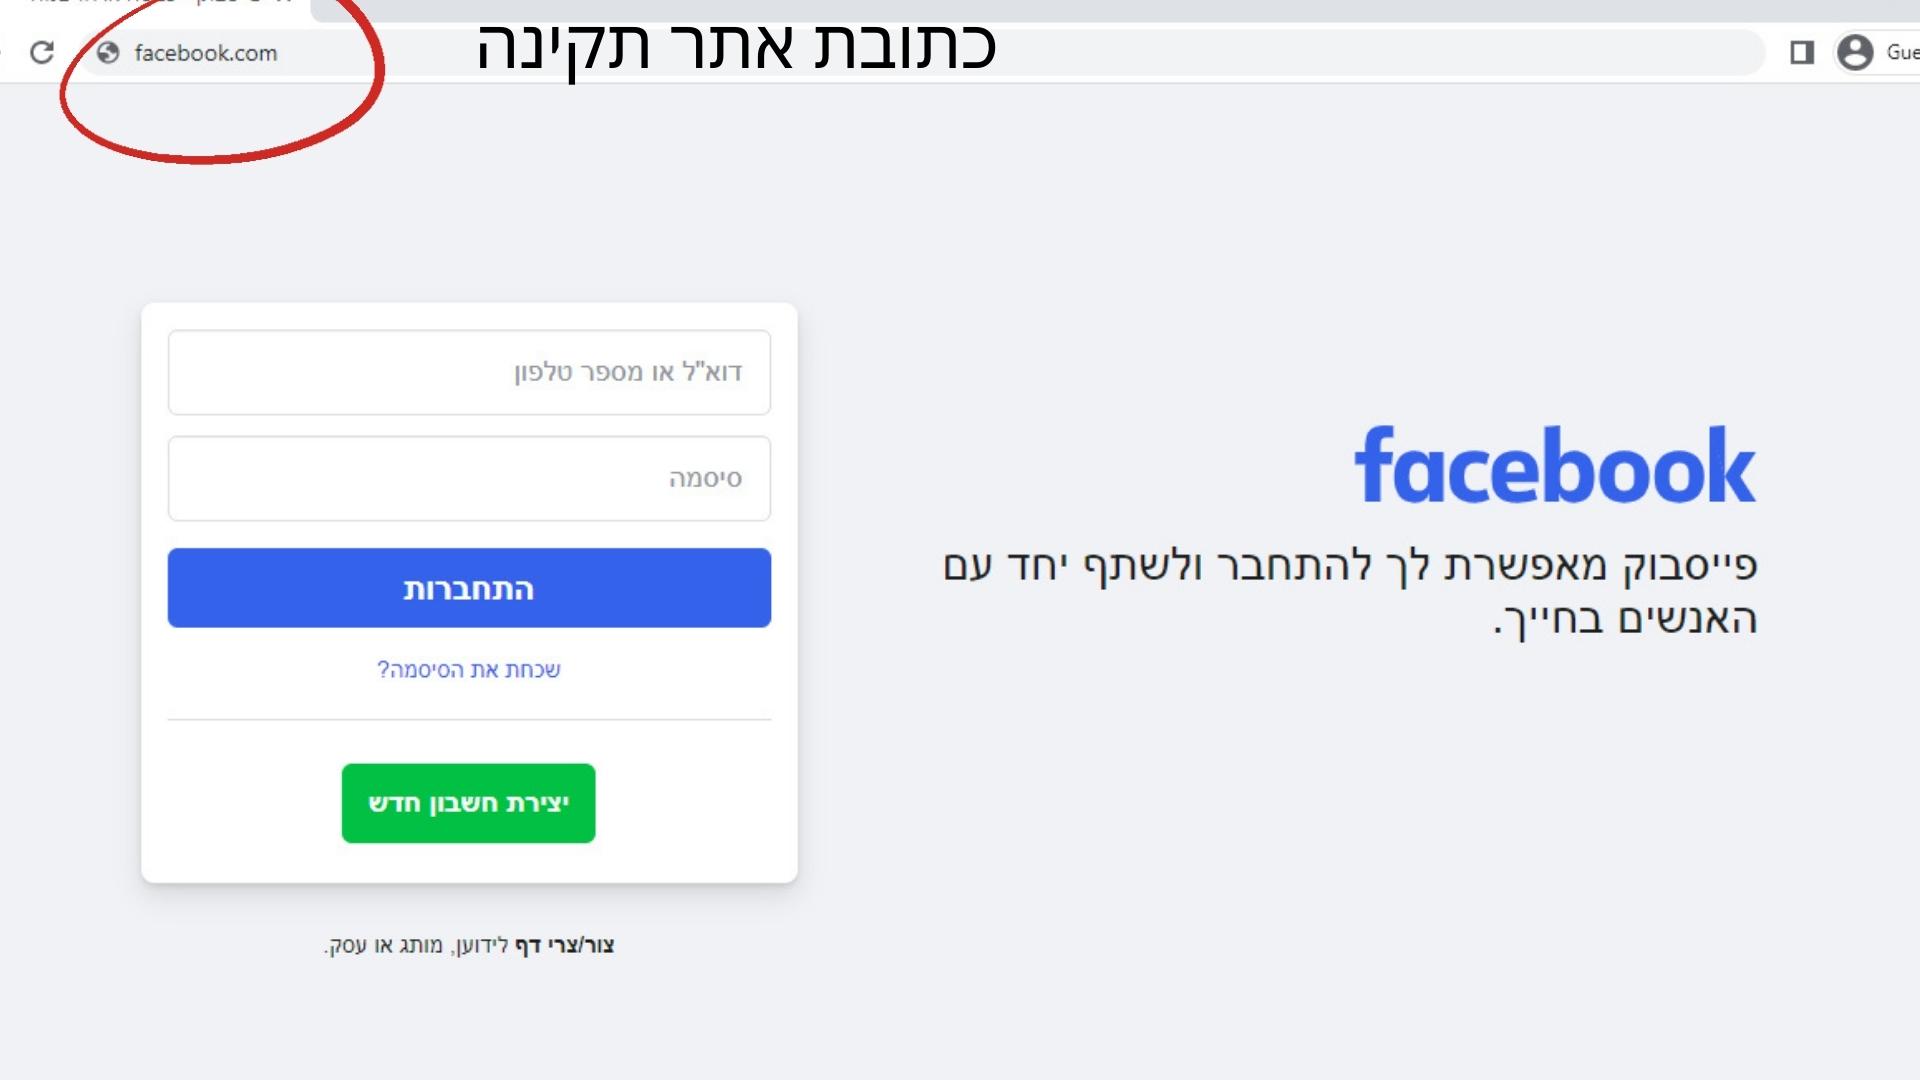 facebook.com
כתובת אתר תקינה
Gue
facebook
פייסבוק מאפשרת לך להתחבר ולשתף יחד עם
האנשים בחייך.
דוא"ל או מספר טלפון
סיסמה
התחברות
שכחת את הסיסמה?
יצירת חשבון חדש
צור/צרי דף לידוען, מותג או עסק.